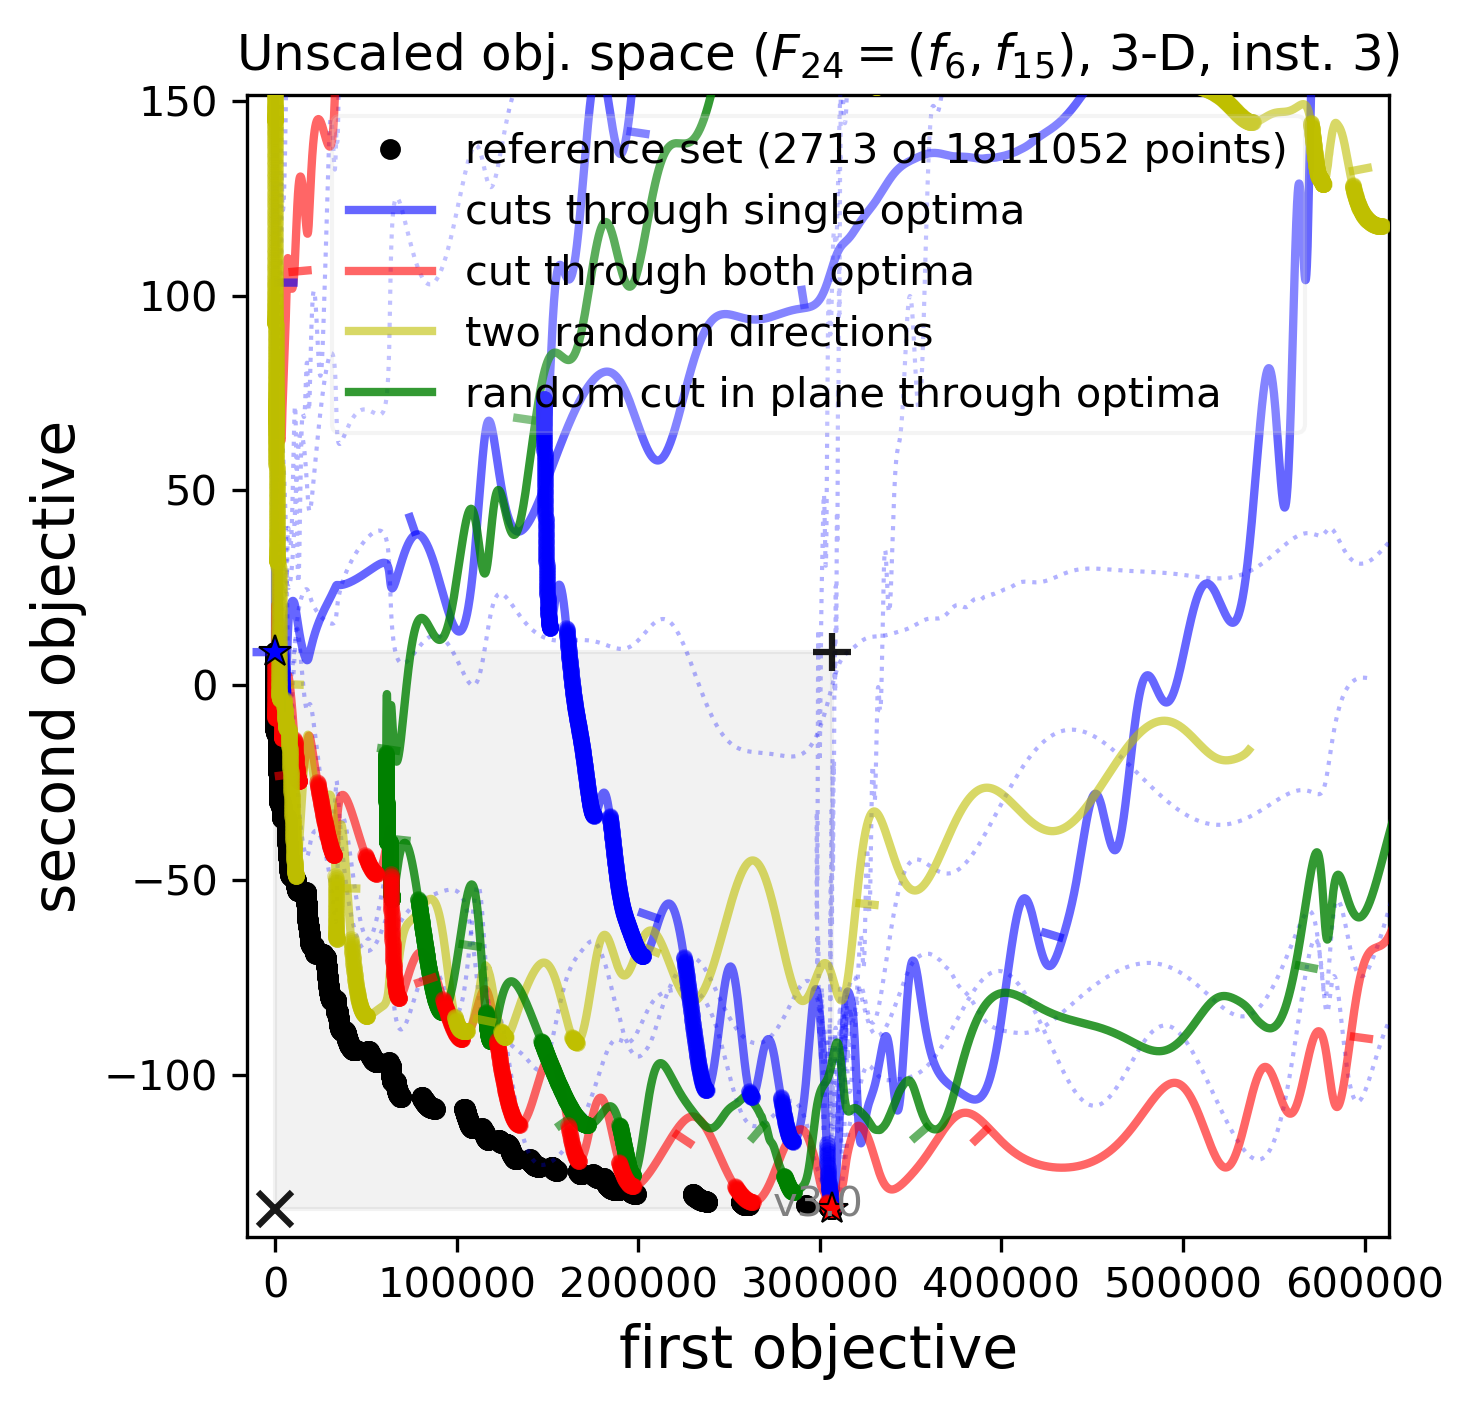 Unscaled obj. space (F₂₄ = (f₆, f₁₅), 3-D, inst. 3)
150
100
50
0
−50
−100
second objective
reference set (2713 of 1811052 points)
cuts through single optima
cut through both optima
two random directions
random cut in plane through optima
v3.0
0 100000 200000 300000 400000 500000 600000
first objective